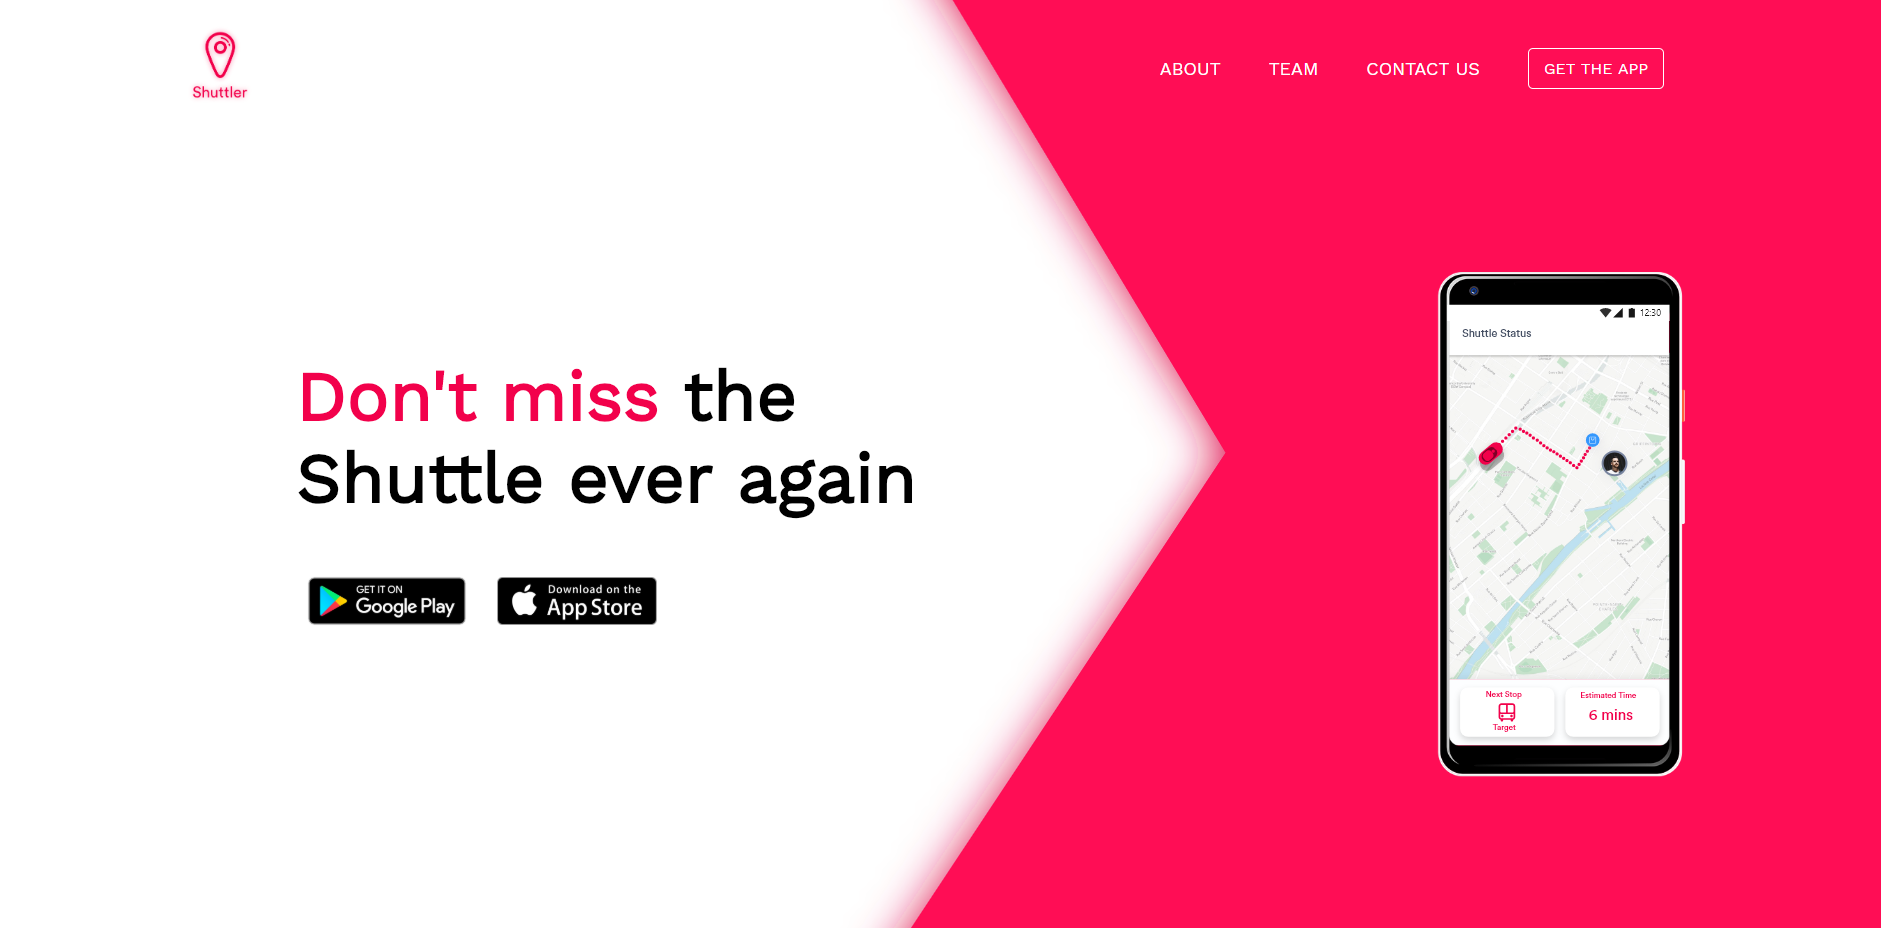 Shuttler
ABOUT TEAM CONTACT US GET THE APP
Don't miss the
Shuttle ever again
GET IT ON
Google Play
Download on the
App Store
12:30
Shuttle Status
Next Stop
Target
Estimated Time
6 mins